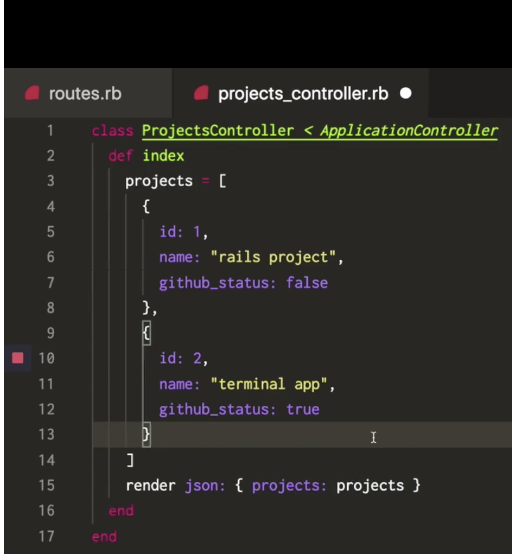 routes.rb projects_controller.rb
1 class ProjectsController < ApplicationController
2 def index
3 projects = [
4 {
5 id: 1,
6 name: "rails project",
7 github_status: false
8 },
9 {
10 id: 2,
11 name: "terminal app",
12 github_status: true
13 }
14 ]
15 render json: { projects: projects }
16 end
17 end